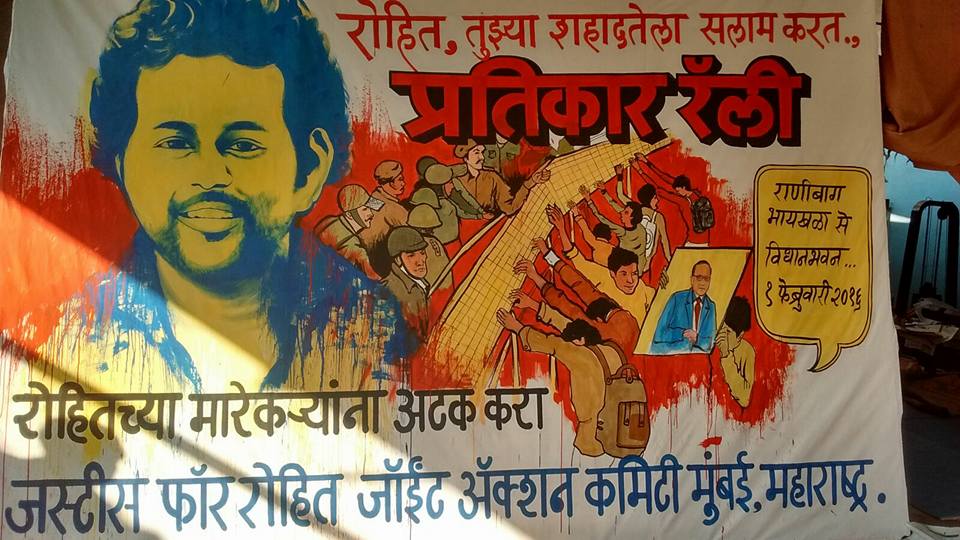 रोहित, तुझ्या शहादतेला सलाम करत.,
प्रतिकार रॅली
राणीबाग
भायखळा से
विधानभवन...
१ फेब्रुवारी २०१६
रोहितच्या मारेकऱ्यांना अटक करा
जस्टीस फॉर रोहित जॉईंट ॲक्शन कमिटी मुंबई, महाराष्ट्र.